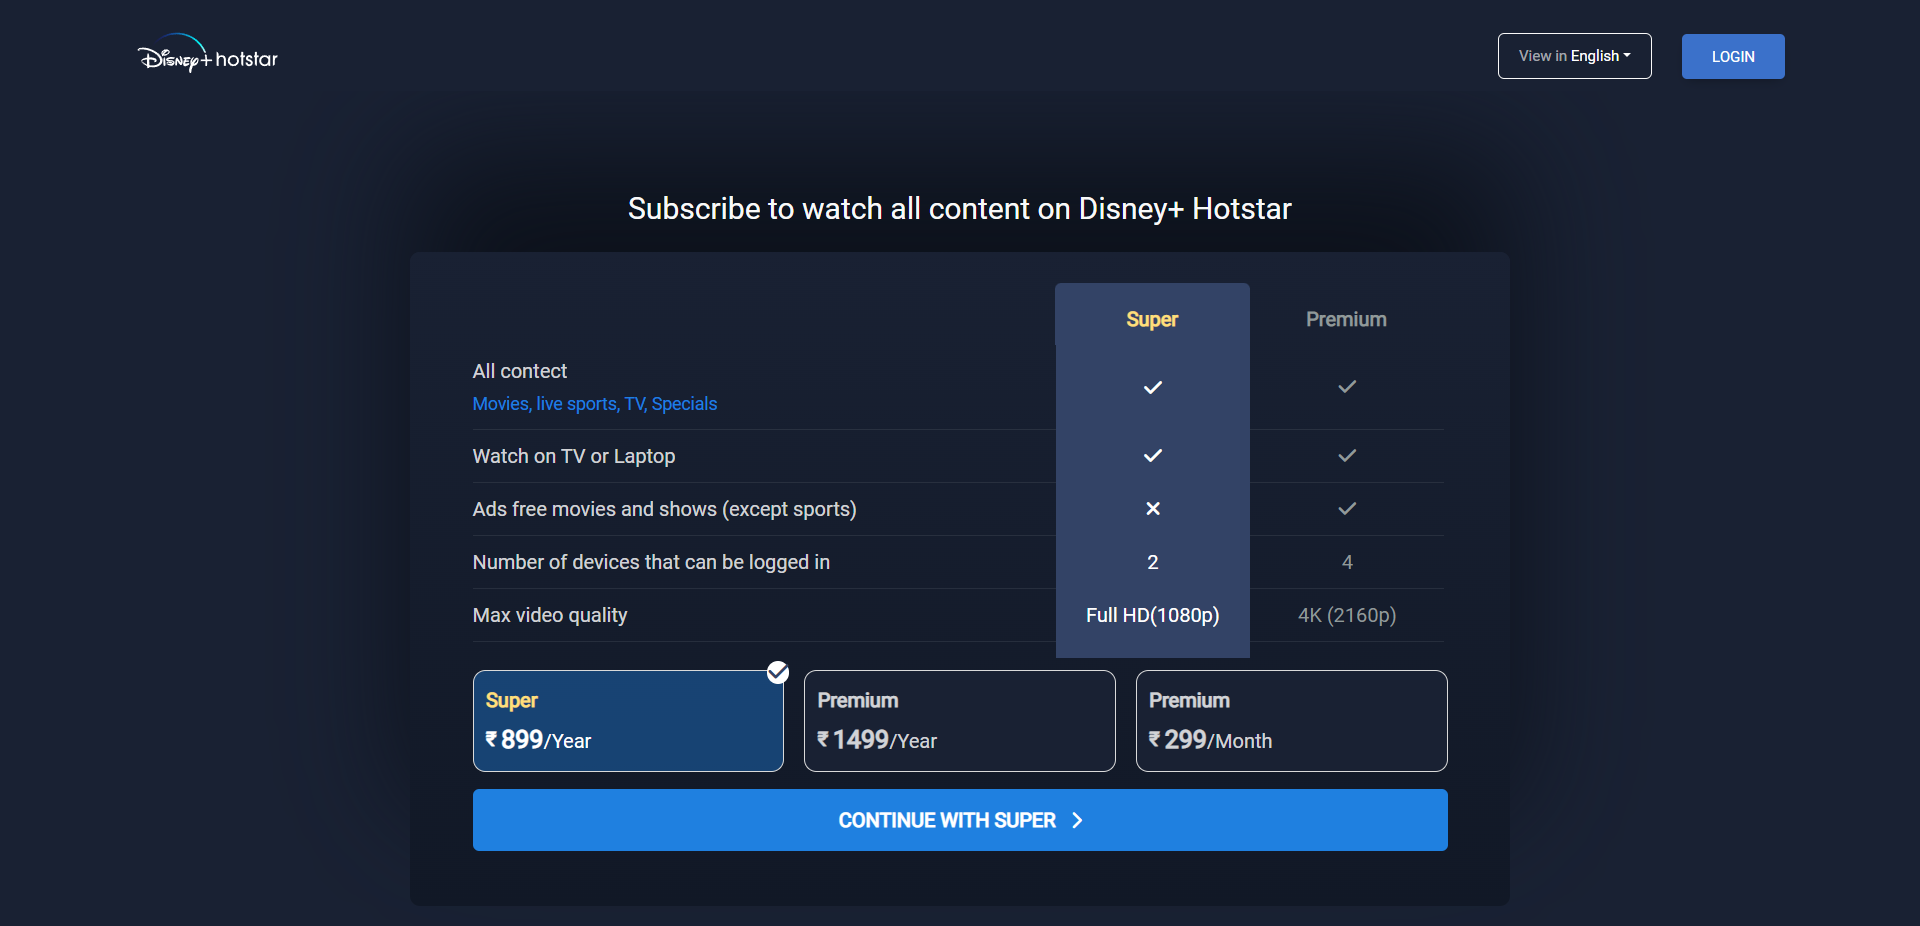 Disney+ hotstar
View in English
LOGIN
Subscribe to watch all content on Disney+ Hotstar
Super Premium
All contect
Movies, live sports, TV, Specials
Watch on TV or Laptop
Ads free movies and shows (except sports)
Number of devices that can be logged in 2 4
Max video quality Full HD(1080p) 4K (2160p)
Super
₹ 899/Year
Premium
₹ 1499/Year
Premium
₹ 299/Month
CONTINUE WITH SUPER